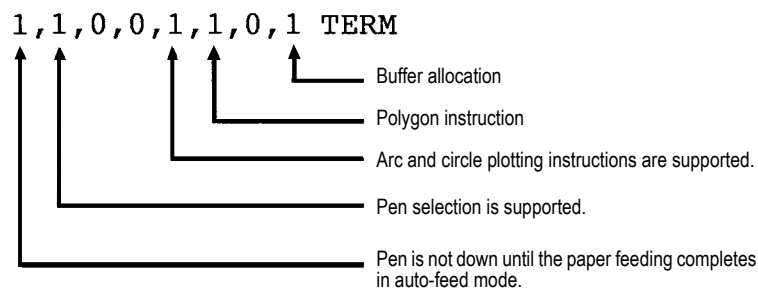 1,1,0,0,1,1,0,1 TERM
Buffer allocation
Polygon instruction
Arc and circle plotting instructions are supported.
Pen selection is supported.
Pen is not down until the paper feeding completes
in auto-feed mode.